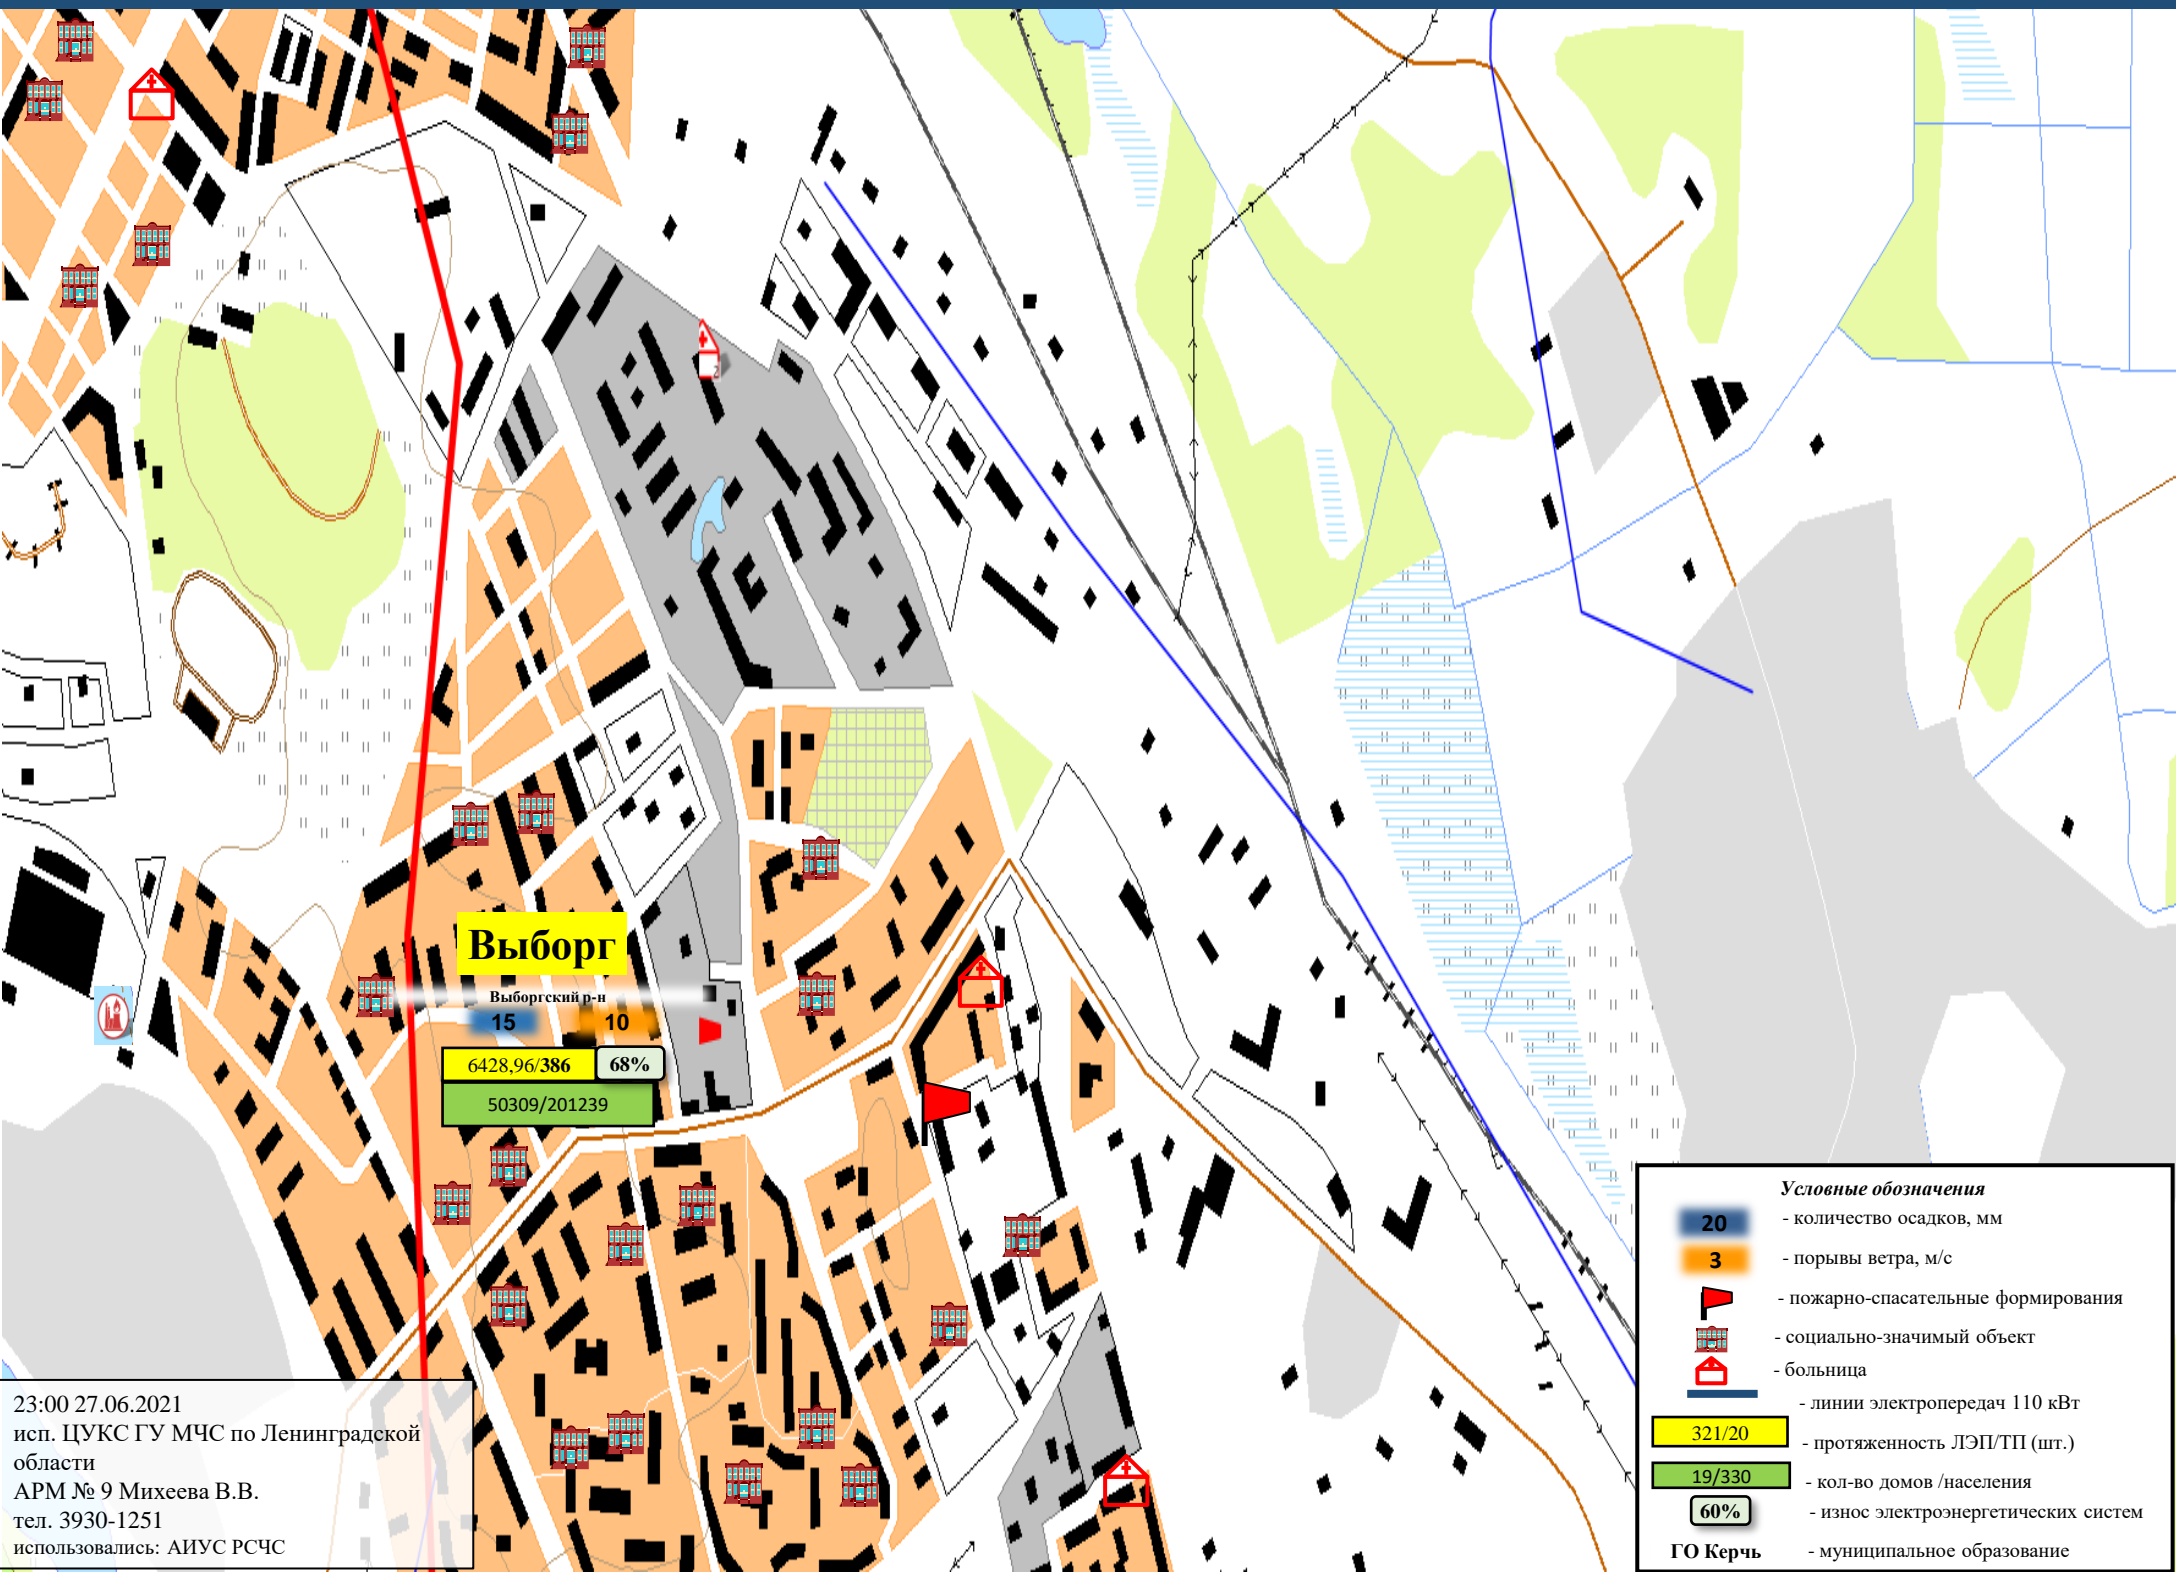 Выборг
Выборгский р-н
15
10
6428,96/386
68%
50309/201239
2
23:00 27.06.2021
исп. ЦУКС ГУ МЧС по Ленинградской
области
АРМ № 9 Михеева В.В.
тел. 3930-1251
использовались: АИУС РСЧС
Условные обозначения
20 - количество осадков, мм
3 - порывы ветра, м/с
- пожарно-спасательные формирования
- социально-значимый объект
- больница
- линии электропередач 110 кВт
321/20 - протяженность ЛЭП/ТП (шт.)
19/330 - кол-во домов /населения
60% - износ электроэнергетических систем
ГО Керчь - муниципальное образование